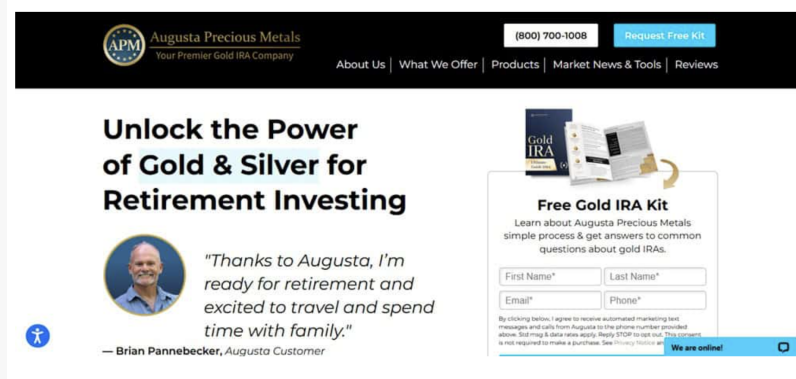 APM
Augusta Precious Metals
Your Premier Gold IRA Company
(800) 700-1008
Request Free Kit
About Us
What We Offer
Products
Market News & Tools
Reviews
Unlock the Power
of Gold & Silver for
Retirement Investing
"Thanks to Augusta, I'm
ready for retirement and
excited to travel and spend
time with family."
— Brian Pannebecker, Augusta Customer
Gold
IRA
Free Gold IRA Kit
Learn about Augusta Precious Metals
simple process & get answers to common
questions about gold IRAs.
First Name*
Last Name*
Email*
Phone*
By clicking below, I agree to receive automated marketing text
messages and calls from Augusta to the phone number provided
above. Std msg & data rates apply. Reply STOP to opt out. This consent
is not required to make a purchase. See Privacy Notice an
We are online!